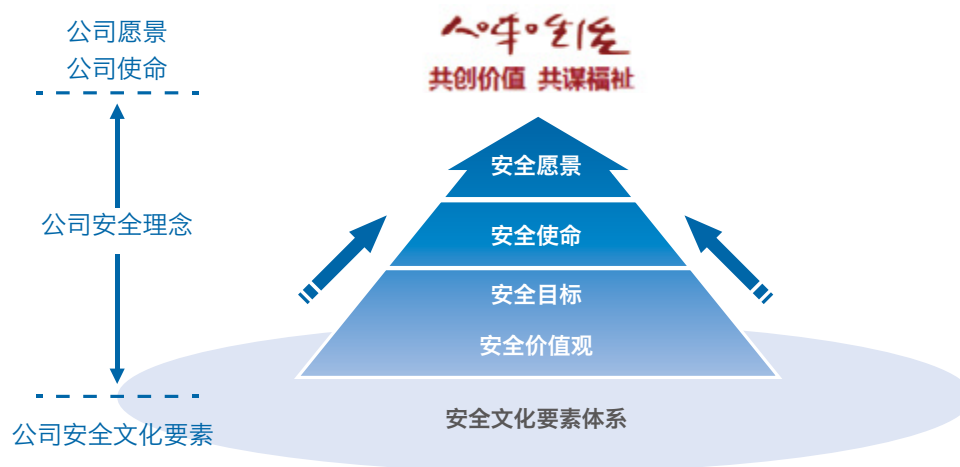 公司愿景
公司使命
公司安全理念
公司安全文化要素
共创价值 共谋福祉
安全愿景
安全使命
安全目标
安全价值观
安全文化要素体系